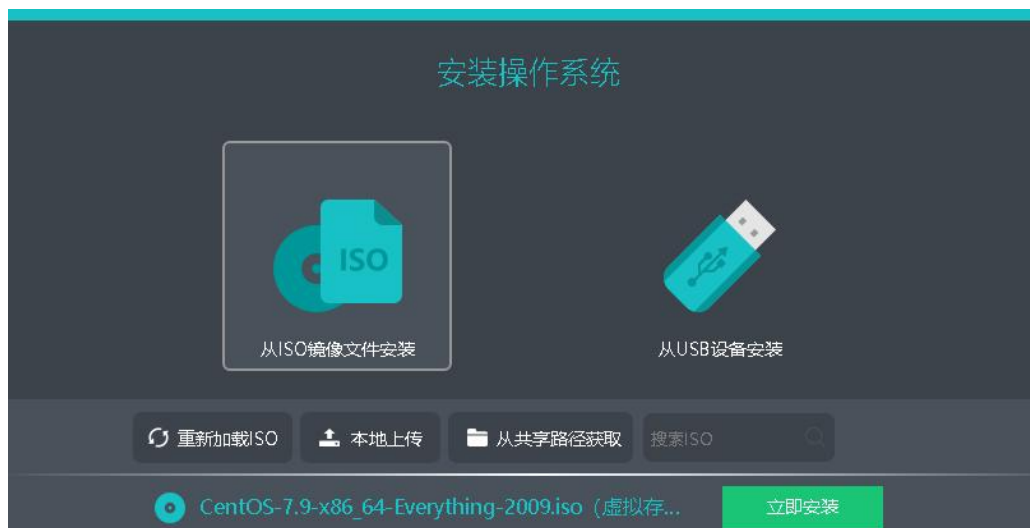 安装操作系统
ISO
从ISO镜像文件安装
从USB设备安装
重新加载ISO 本地上传 从共享路径获取 搜索ISO
CentOS-7.9-x86_64-Everything-2009.iso (虚拟存... 立即安装